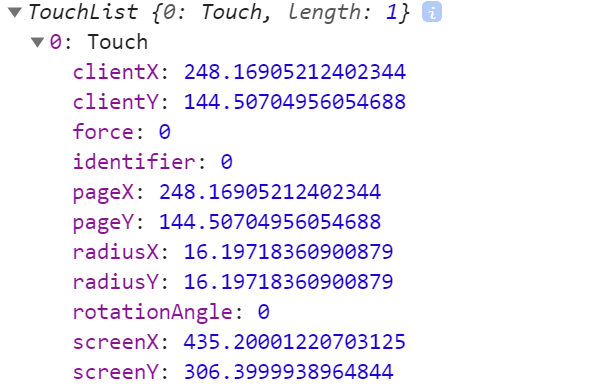 ▼TouchList {0: Touch, length: 1} i
▼0: Touch
clientX: 248.16905212402344
clientY: 144.50704956054688
force: 0
identifier: 0
pageX: 248.16905212402344
pageY: 144.50704956054688
radiusX: 16.19718360900879
radiusY: 16.19718360900879
rotationAngle: 0
screenX: 435.20001220703125
screenY: 306.3999938964844